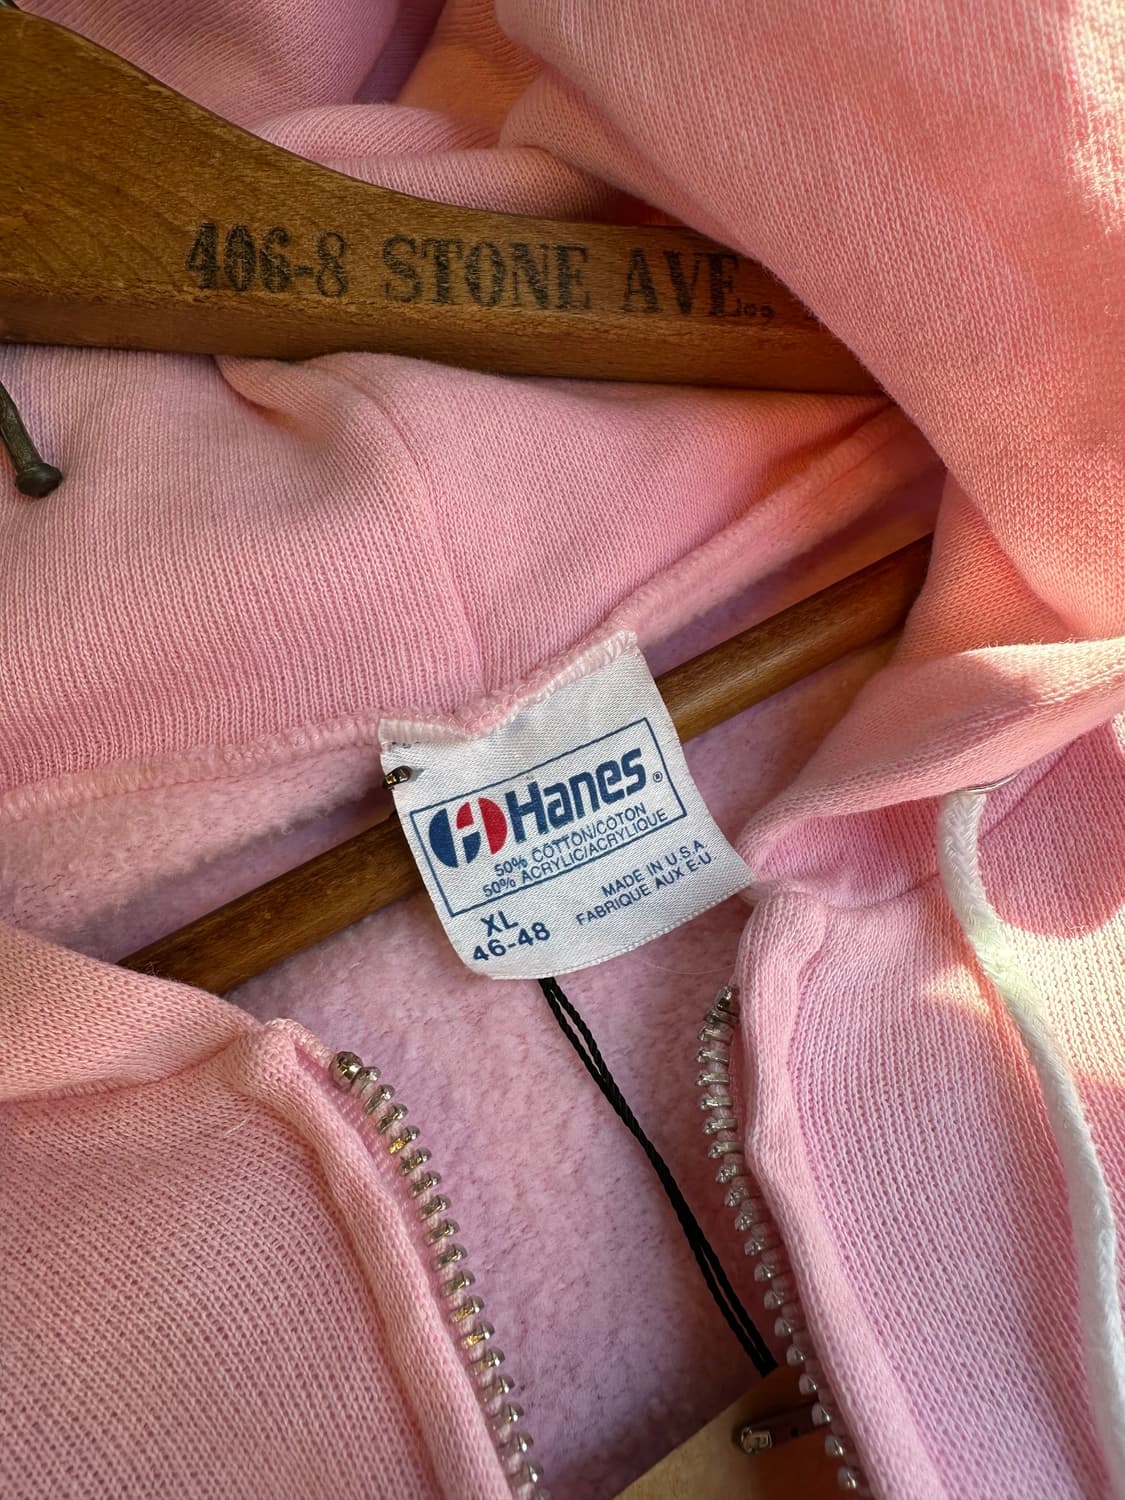 406-8 STONE AVE.
Hanes®
50% COTTON/COTON
50% ACRYLIC/ACRYLIQUE
XL
46-48
MADE IN U.S.A.
FABRIQUE AUX E-U.